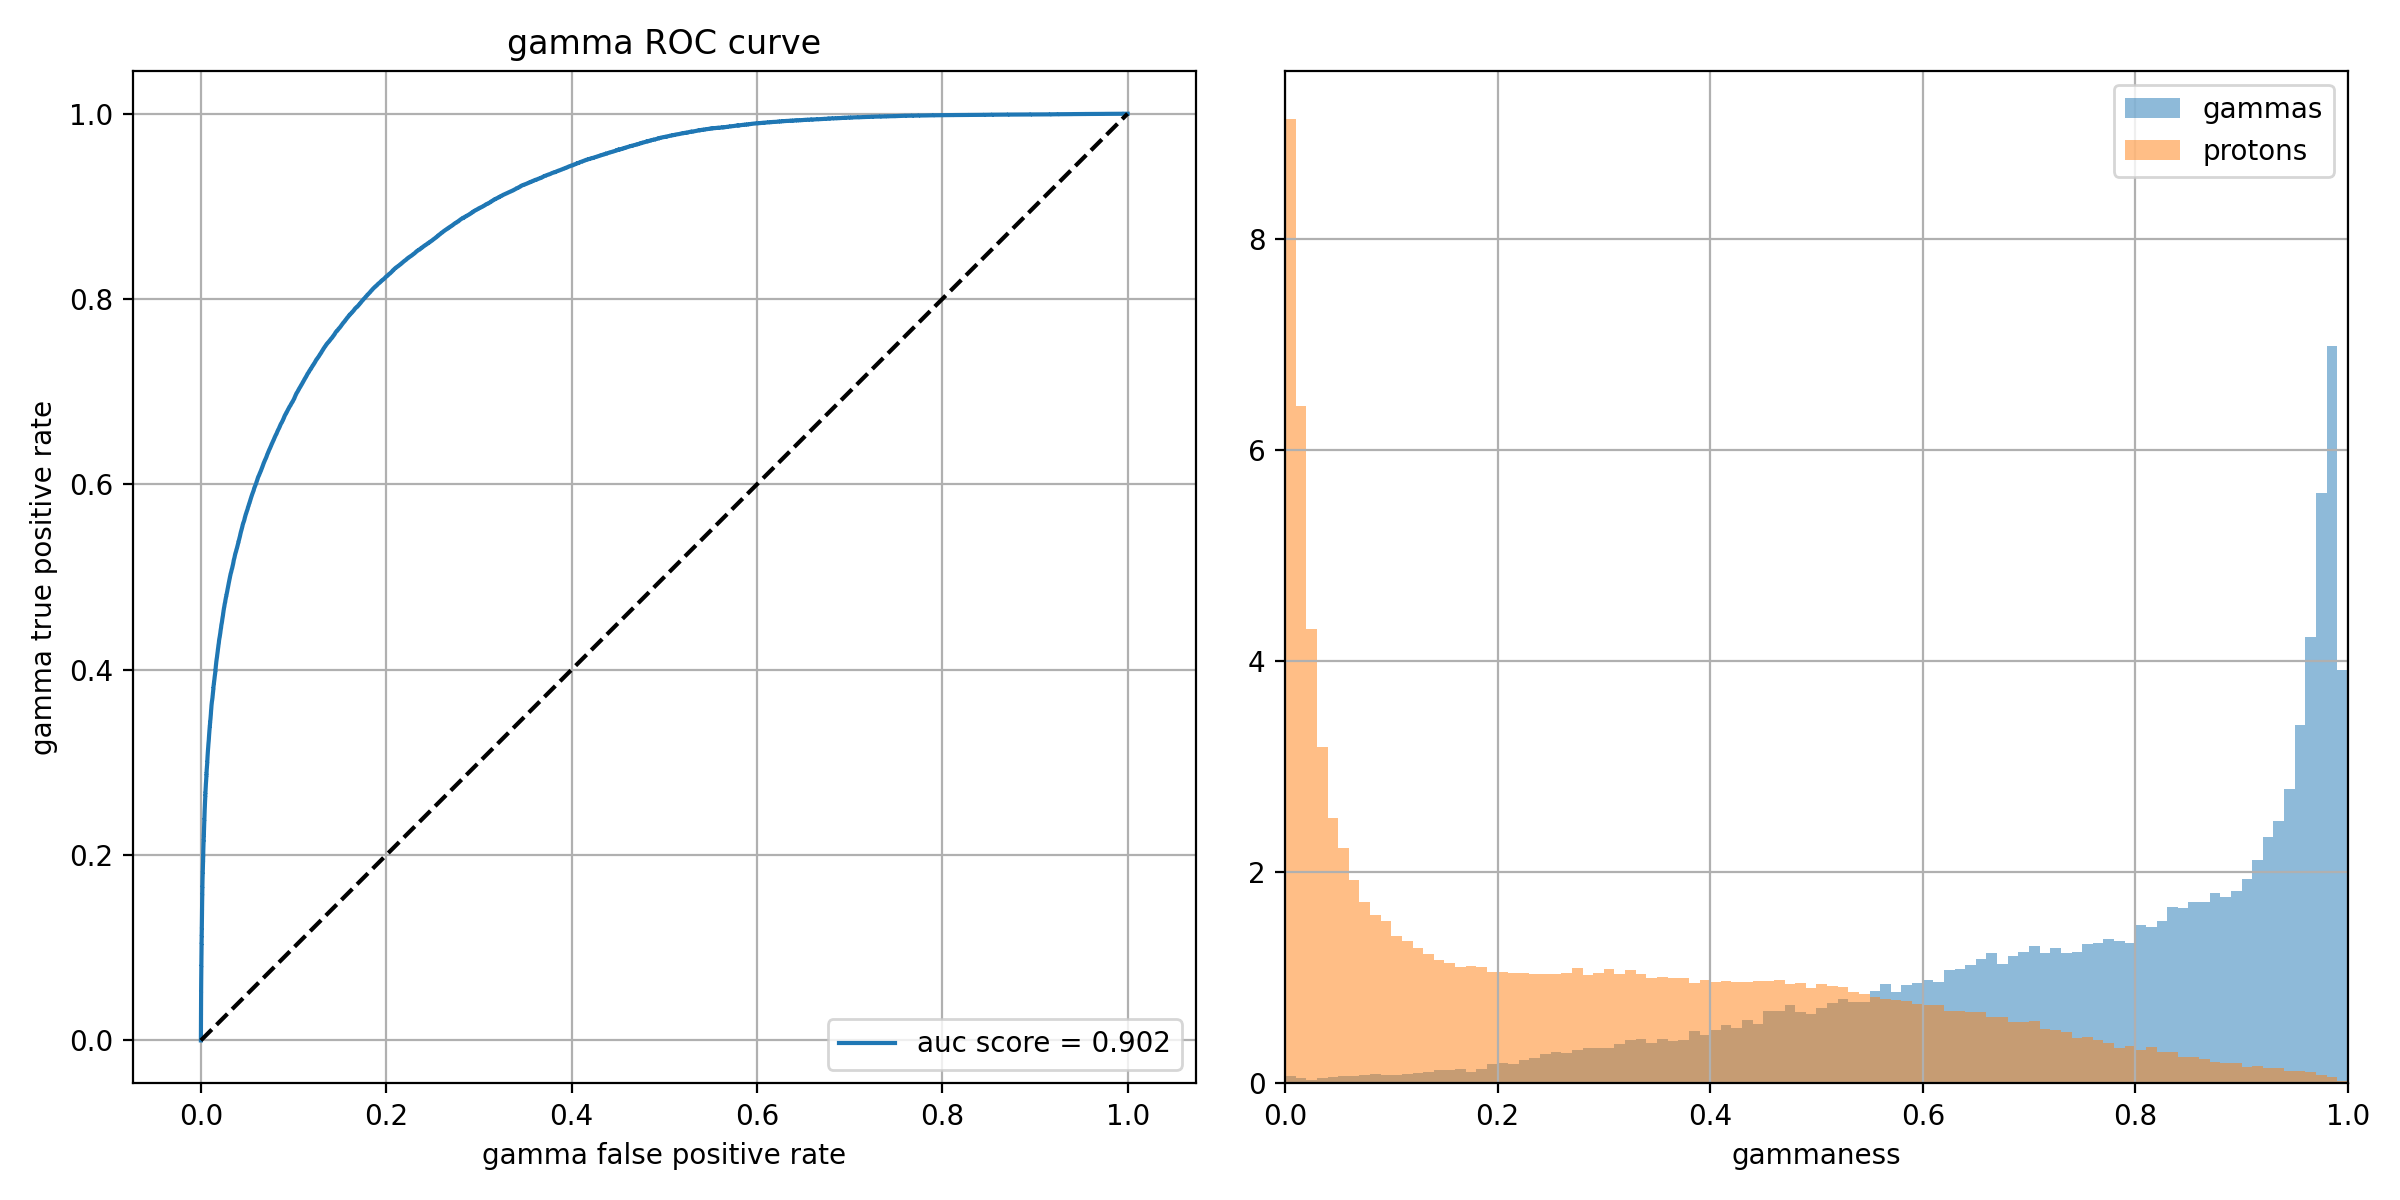 gamma ROC curve
gamma true positive rate
1.0
0.8
0.6
0.4
0.2
0.0
auc score = 0.902
0.0 0.2 0.4 0.6 0.8 1.0
gamma false positive rate
gammas
protons
8
6
4
2
0
0.0 0.2 0.4 0.6 0.8 1.0
gammaness